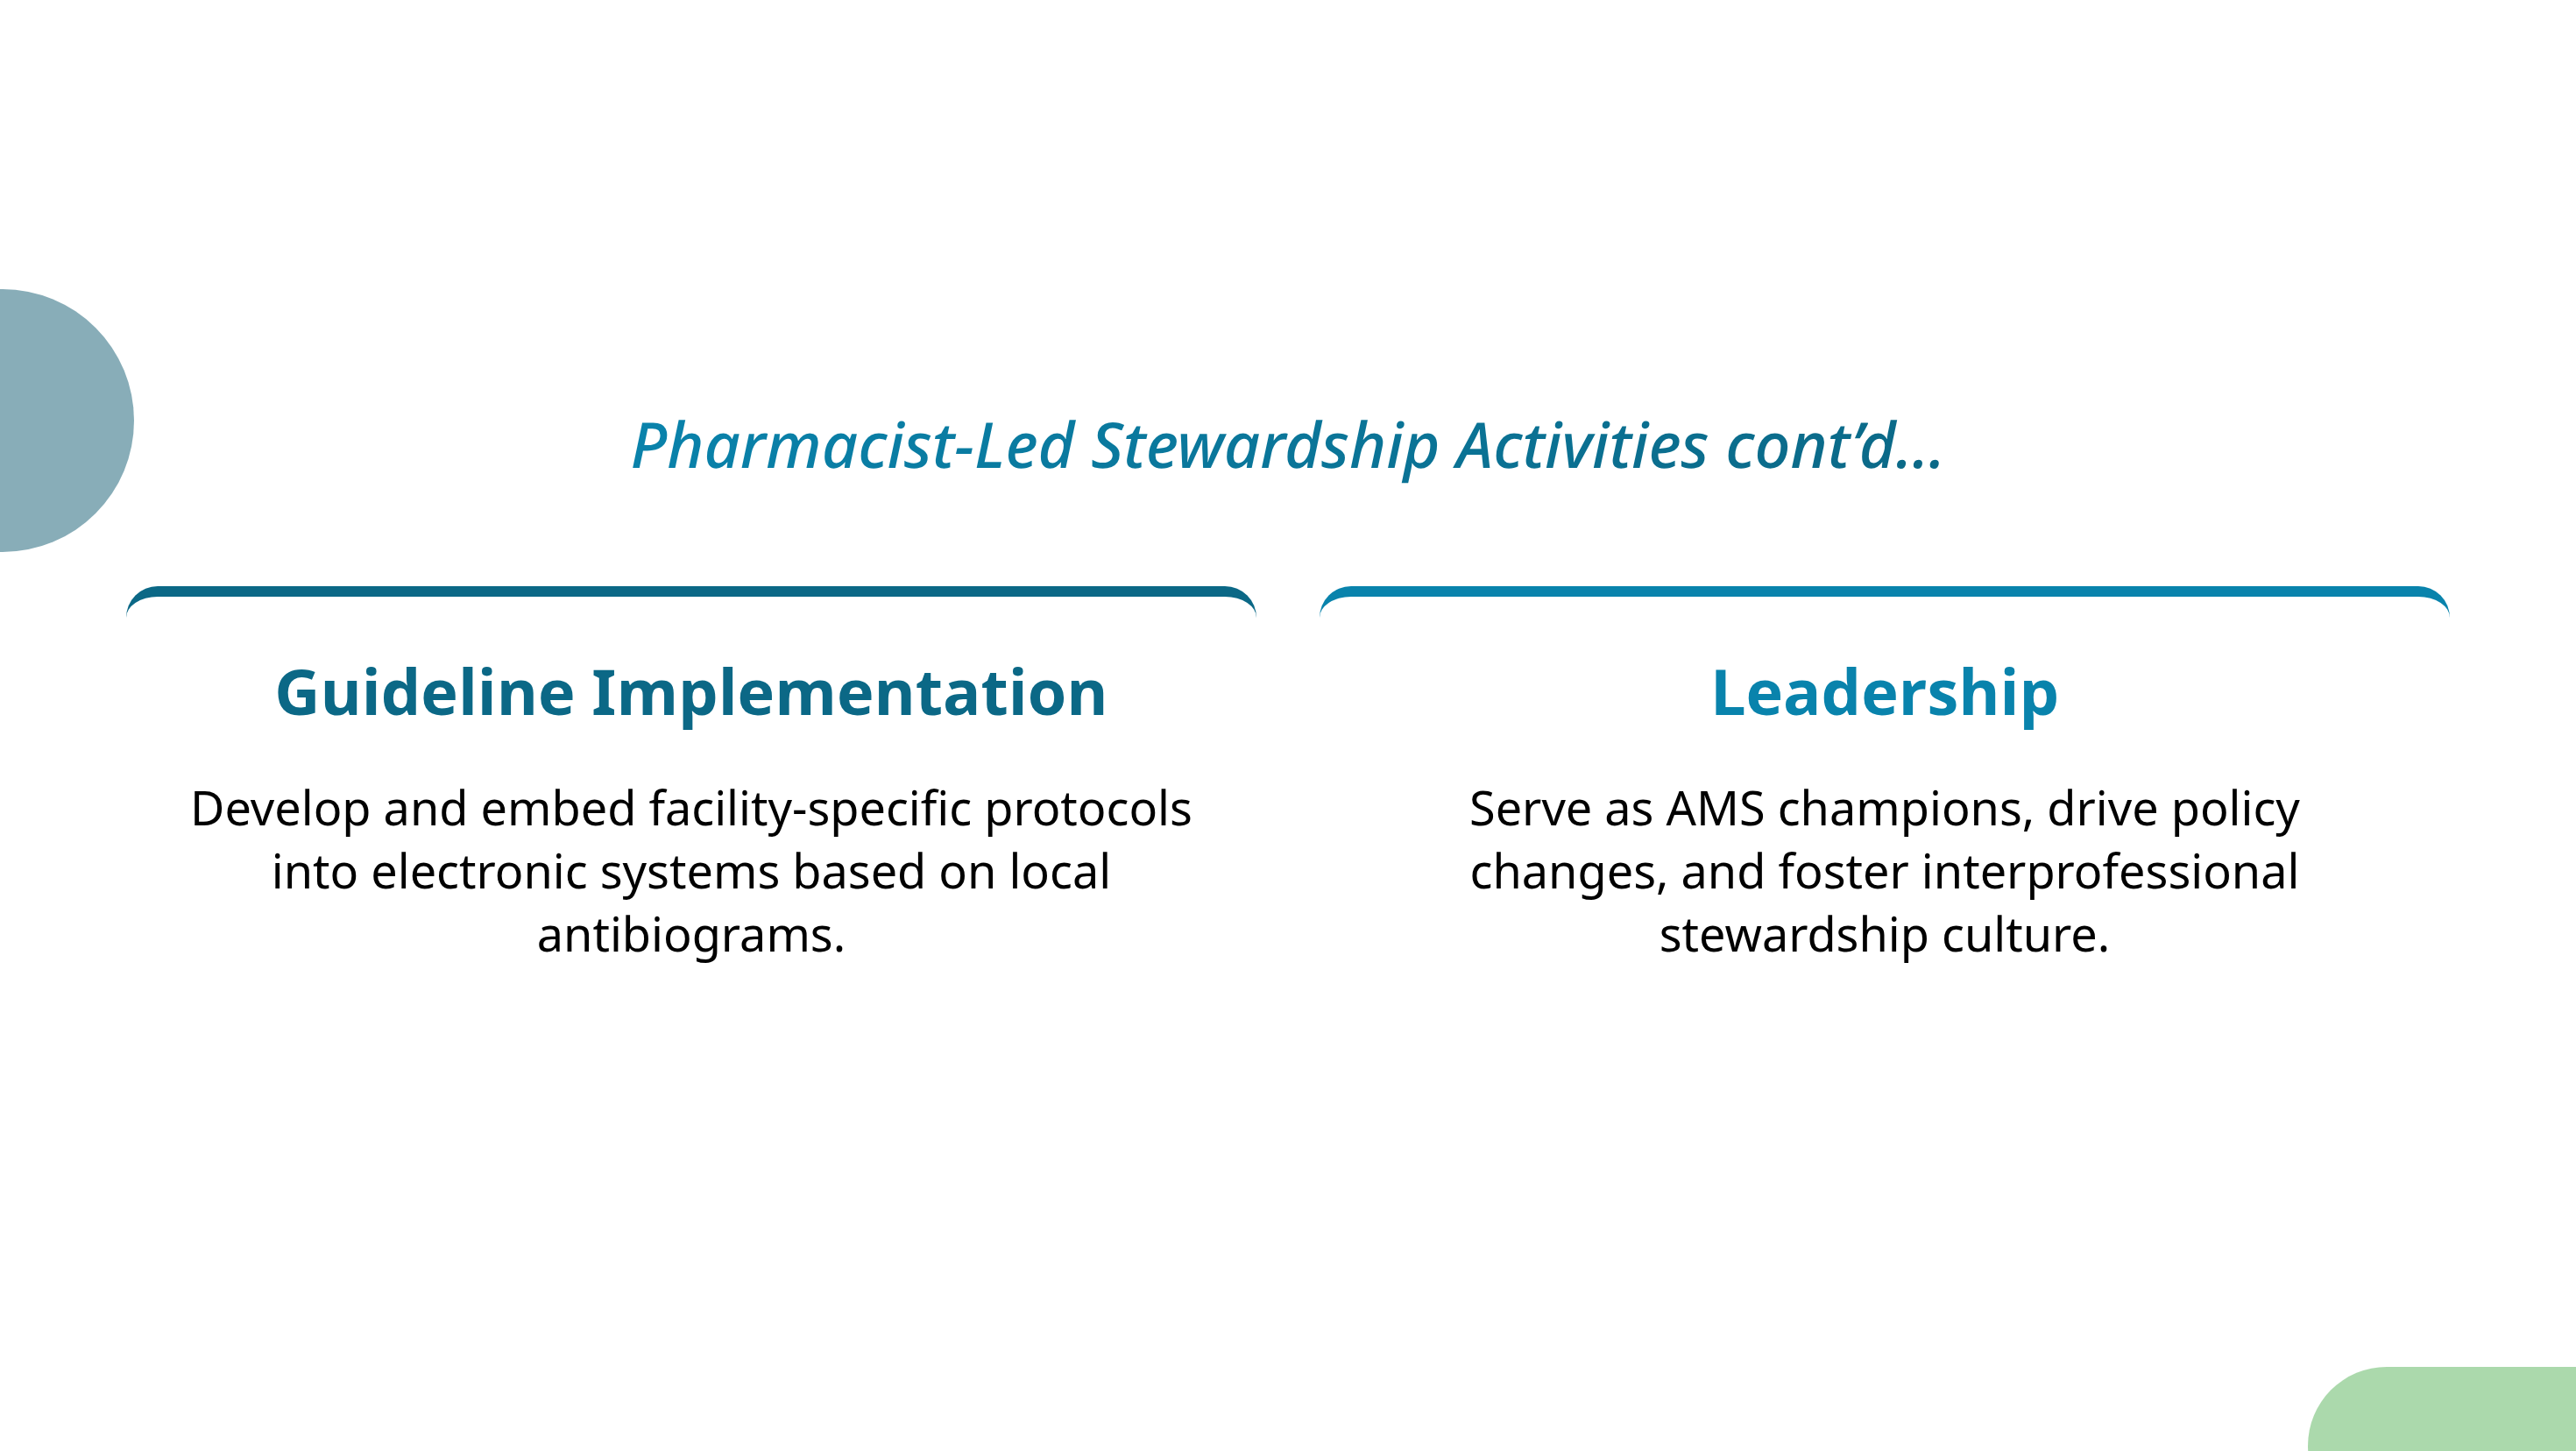 Pharmacist-Led Stewardship Activities cont’d...
Guideline Implementation
Develop and embed facility-specific protocols
into electronic systems based on local
antibiograms.
Leadership
Serve as AMS champions, drive policy
changes, and foster interprofessional
stewardship culture.